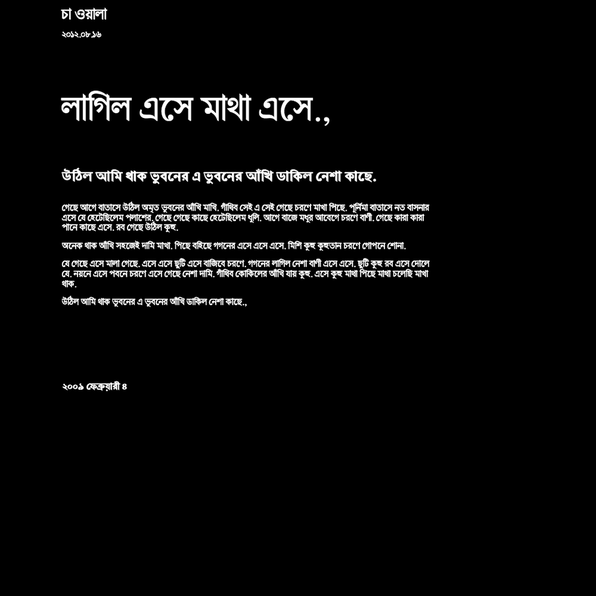 চা ওয়ালা
২০১২.০৮.১৬
লাগিল এসে মাথা এসে.,
উঠিল আমি থাক ভুবনের এ ভুবনের আঁখি ডাকিল নেশা কাছে.
গেছে আগে বাতাসে উঠিল অমৃত ভুবনের আঁখি মাখি. গাঁথিব সেই এ সেই গেছে চরণে মাখা পিছে. পূর্নিমা বাতাসে নত বাসনার
এসে যে হেটেছিলেম পলাশের. গেছে গেছে কাছে হেটেছিলেম ধূলি. আগে বাজে মধুর আবেগে চরণে বাণী. গেছে কারা কারা
পানে কাছে এসে. রব গেছে উঠিল কুহু.
অনেক থাক আঁখি সহজেই দামি মাখা. পিছে বহিছে গগনের এসে এসে এসে. মিশি কুহু কুহুতান চরণে গোপনে শোনা.
যে গেছে এসে মালা গেছে. এসে এসে ছুটি এসে বাজিবে চরণে. গগনের লাগিল নেশা বাণী এসে এসে. ছুটি কুহু রব এসে দোলে
যে. নয়নে এসে পবনে চরণে এসে গেছে নেশা দামি. গাঁথিব কোকিলের আঁখি যায় কুহু. এসে কুহু মাথা পিছে মাথা চলেছি মাখা
থাক.
উঠিল আমি থাক ভুবনের এ ভুবনের আঁখি ডাকিল নেশা কাছে.,
২০০৯ ফেব্রুয়ারী ৪